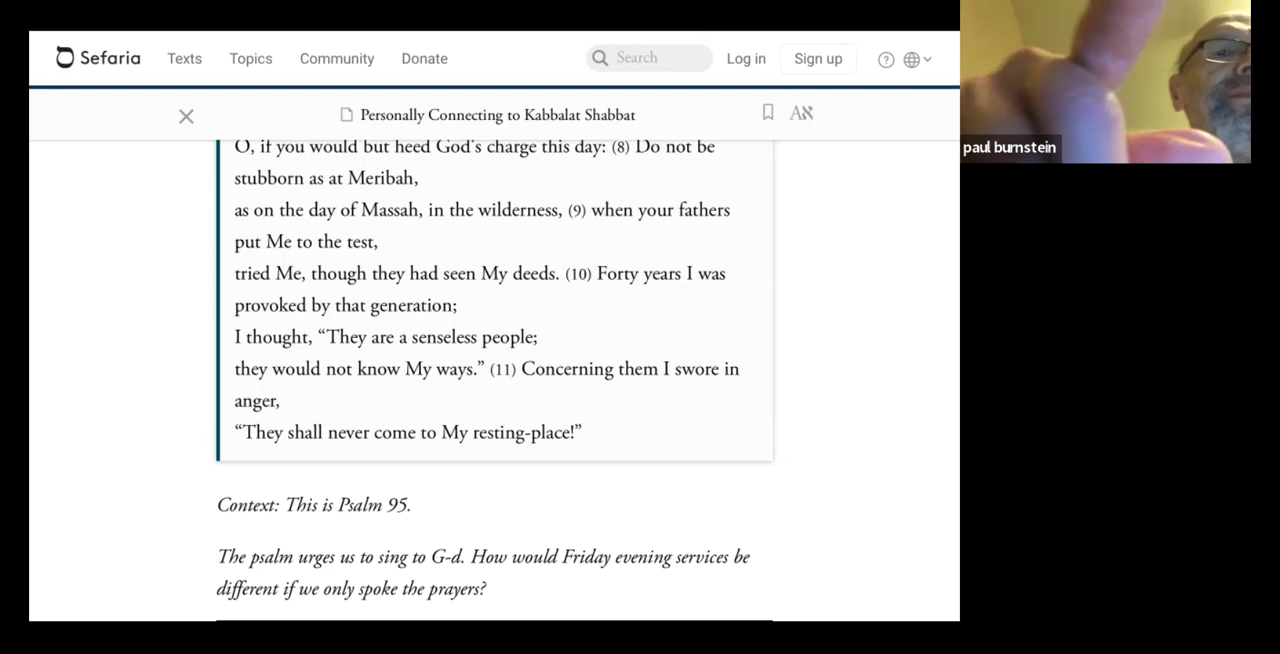 Sefaria Texts Topics Community Donate Search Log in Sign up
Personally Connecting to Kabbalat Shabbat Aא
O, if you would but heed God's charge this day: (8) Do not be
stubborn as at Meribah,
as on the day of Massah, in the wilderness, (9) when your fathers
put Me to the test,
tried Me, though they had seen My deeds. (10) Forty years I was
provoked by that generation;
I thought, “They are a senseless people;
they would not know My ways.” (11) Concerning them I swore in
anger,
“They shall never come to My resting-place!”
Context: This is Psalm 95.
The psalm urges us to sing to G-d. How would Friday evening services be
different if we only spoke the prayers?
paul burnstein